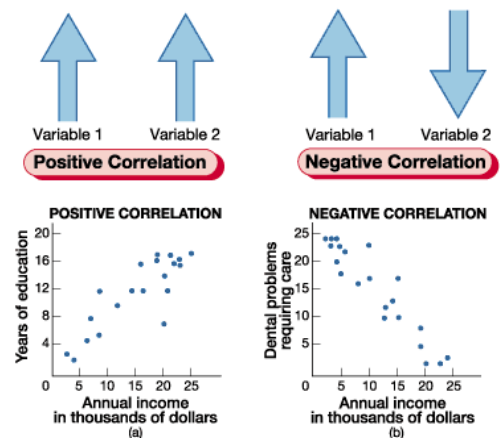 Variable 1
Variable 2
Positive Correlation
Variable 1
Variable 2
Negative Correlation
POSITIVE CORRELATION
Years of education
20
16
12
8
4
0 5 10 15 20 25
Annual income
in thousands of dollars
(a)
NEGATIVE CORRELATION
Dental problems
requiring care
25
20
15
10
5
0 5 10 15 20 25
Annual income
in thousands of dollars
(b)